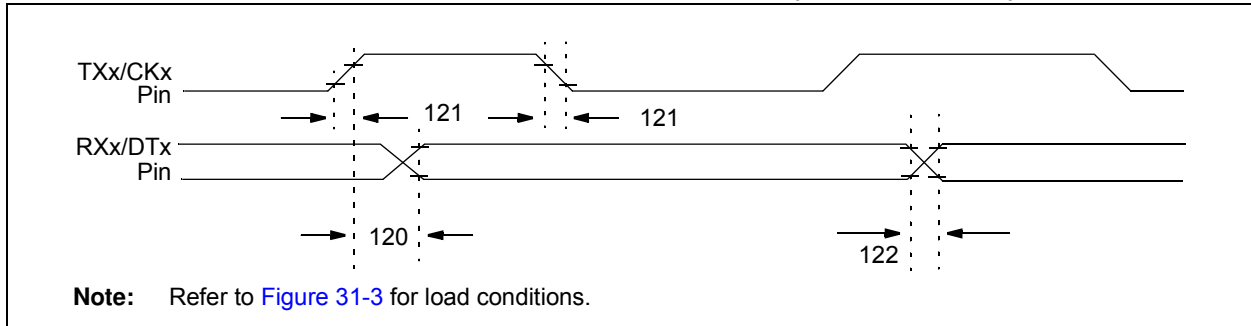 TXx/CKx
Pin
121
121
RXx/DTx
Pin
120
122
Note: Refer to Figure 31-3 for load conditions.